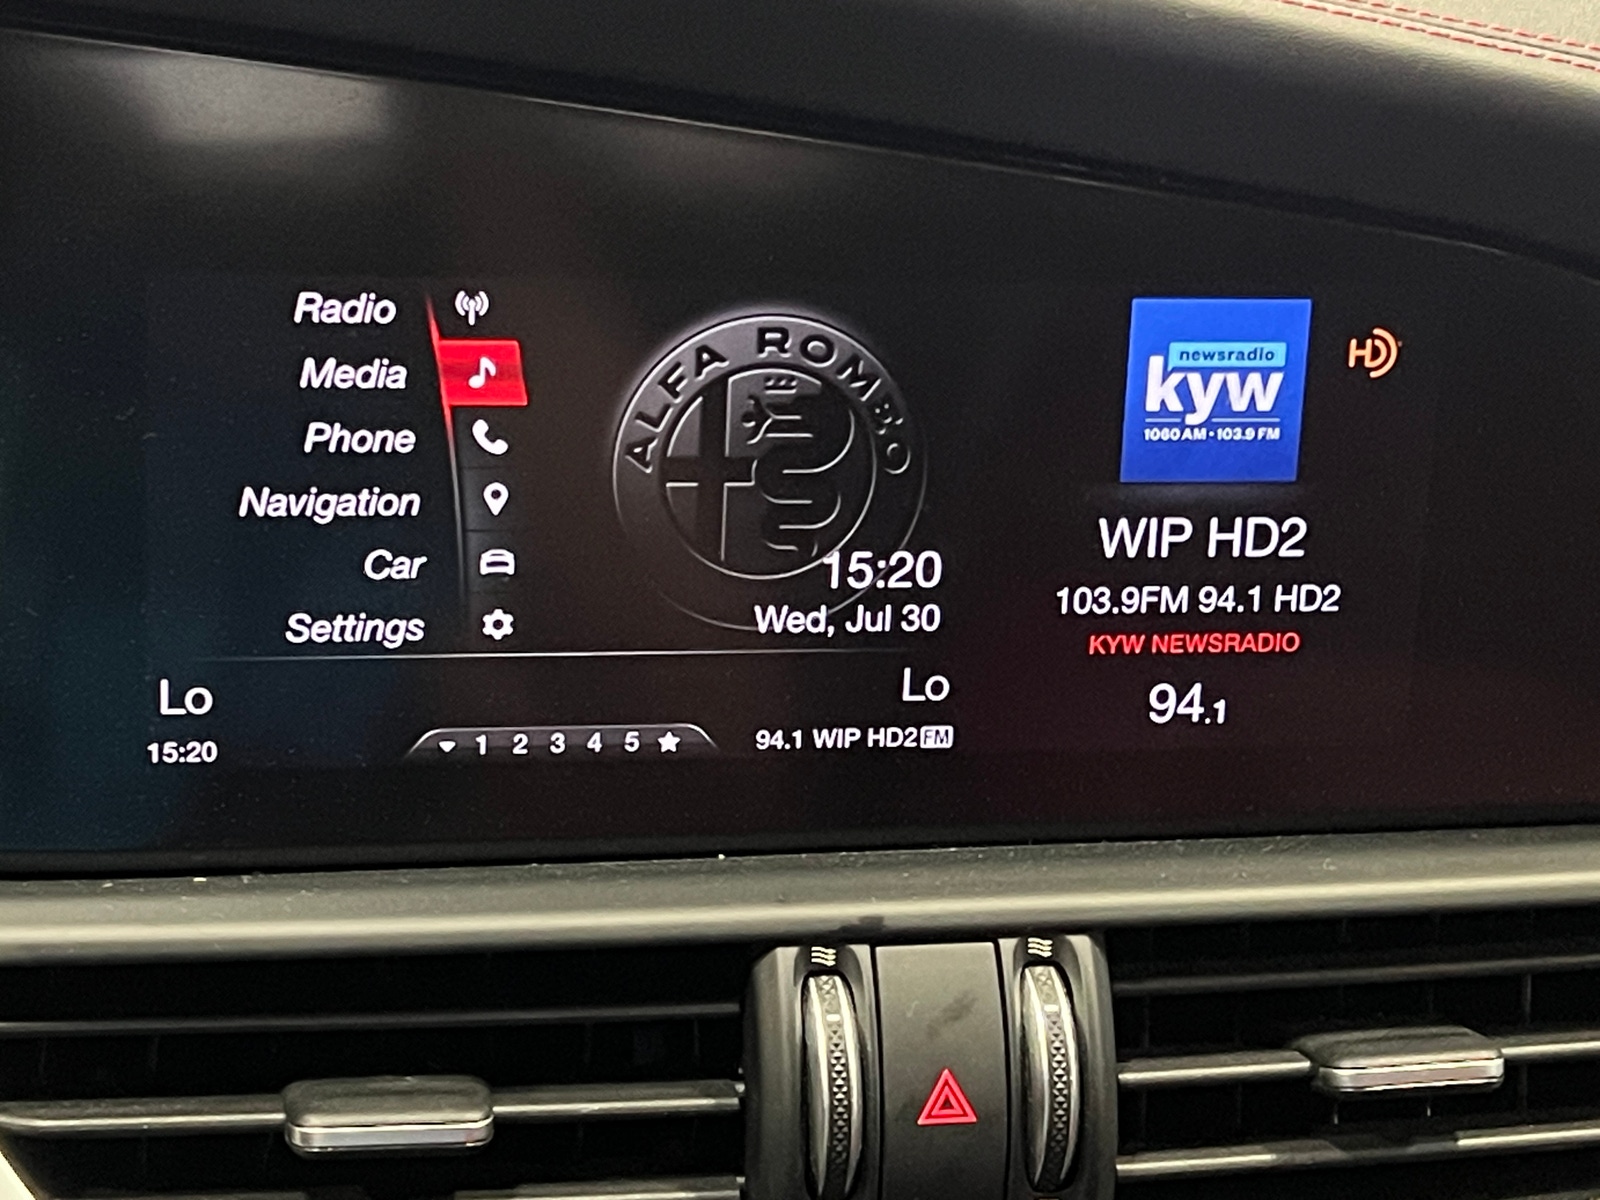 Radio
Media
Phone
Navigation
Car
Settings
ALFA ROMEO
15:20
Wed, Jul 30
Lo
15:20
1 2 3 4 5
Lo
94.1 WIP HD2 FM
newsradio
kyw
1060 AM • 103.9 FM
HD
WIP HD2
103.9FM 94.1 HD2
KYW NEWSRADIO
94.1